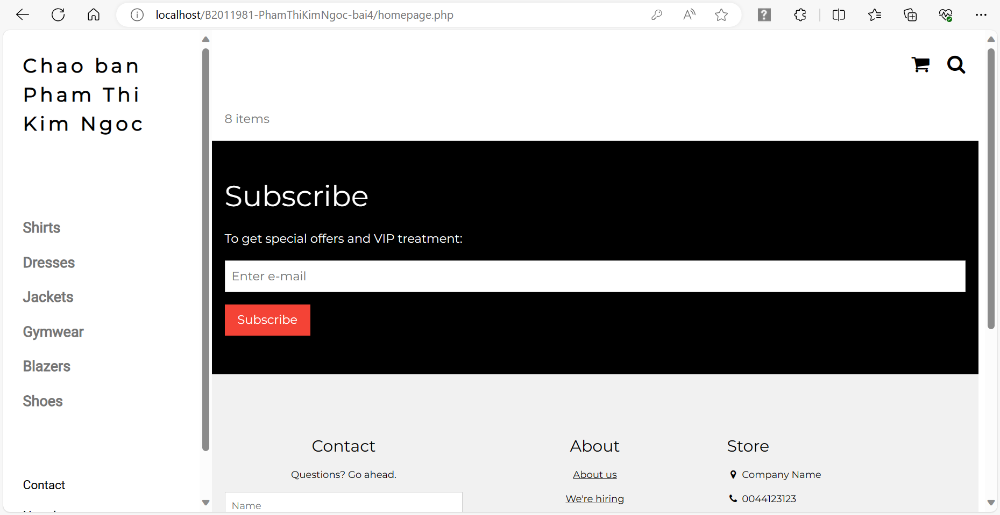 localhost/B2011981-PhamThiKimNgoc-bai4/homepage.php
Chao ban
Pham Thi
Kim Ngoc
Shirts
Dresses
Jackets
Gymwear
Blazers
Shoes
Contact
8 items
Subscribe
To get special offers and VIP treatment:
Enter e-mail
Subscribe
Contact
Questions? Go ahead.
Name
About
About us
We're hiring
Store
Company Name
0044123123